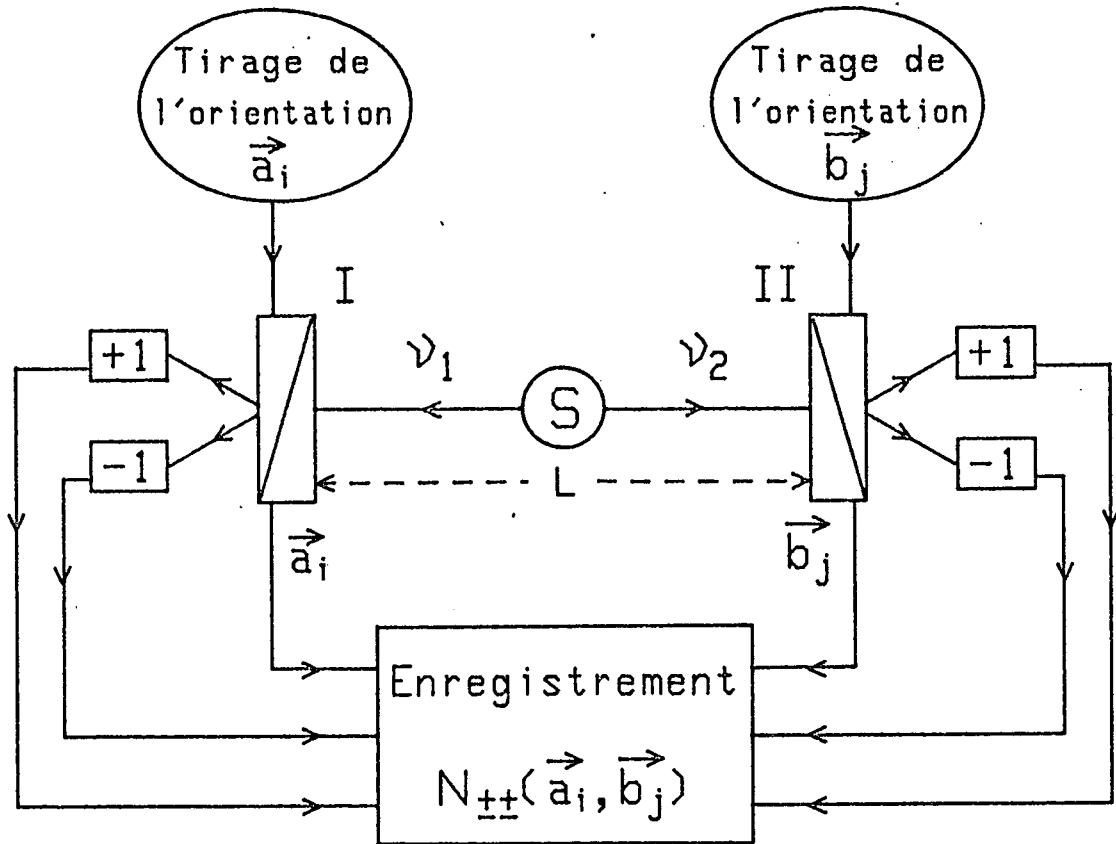 Tirage de
l'orientation
a⃗ᵢ
Tirage de
l'orientation
b⃗ⱼ
I
II
+1
ν₁
S
ν₂
+1
-1
L
-1
a⃗ᵢ
b⃗ⱼ
Enregistrement
N±±(a⃗ᵢ, b⃗ⱼ)